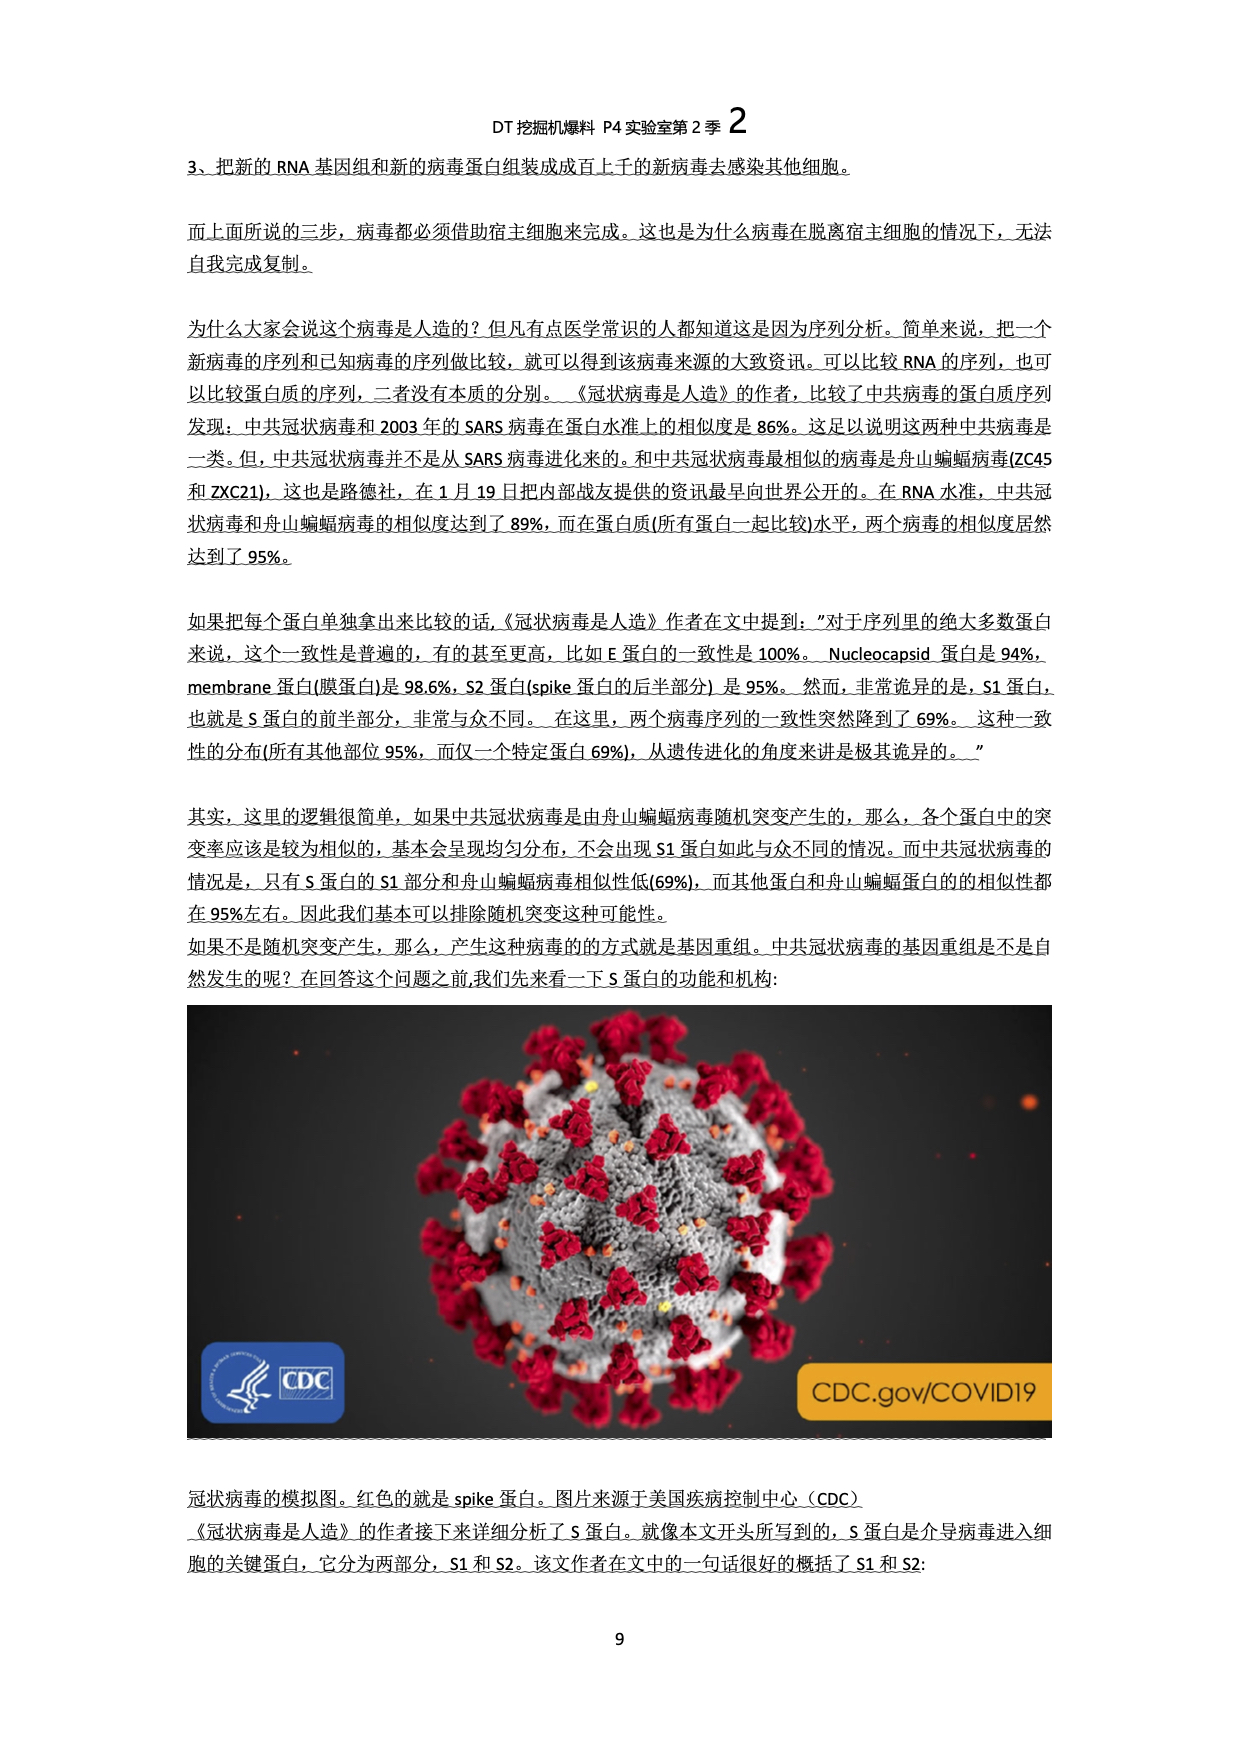 DT 挖掘机爆料 P4 实验室第 2 季 2
3、把新的 RNA 基因组和新的病毒蛋白组装成成百上千的新病毒去感染其他细胞。
而上面所说的三步，病毒都必须借助宿主细胞来完成。这也是为什么病毒在脱离宿主细胞的情况下，无法
自我完成复制。
为什么大家会说这个病毒是人造的？但凡有点医学常识的人都知道这是因为序列分析。简单来说，把一个
新病毒的序列和已知病毒的序列做比较，就可以得到该病毒来源的大致资讯。可以比较 RNA 的序列，也可
以比较蛋白质的序列，二者没有本质的分别。 《冠状病毒是人造》的作者，比较了中共病毒的蛋白质序列
发现：中共冠状病毒和 2003 年的 SARS 病毒在蛋白水准上的相似度是 86%。这足以说明这两种中共病毒是
一类。但，中共冠状病毒并不是从 SARS 病毒进化来的。和中共冠状病毒最相似的病毒是舟山蝙蝠病毒(ZC45
和 ZXC21)，这也是路德社，在 1 月 19 日把内部战友提供的资讯最早向世界公开的。在 RNA 水准，中共冠
状病毒和舟山蝙蝠病毒的相似度达到了 89%，而在蛋白质(所有蛋白一起比较)水平，两个病毒的相似度居然
达到了 95%。
如果把每个蛋白单独拿出来比较的话,《冠状病毒是人造》作者在文中提到：”对于序列里的绝大多数蛋白
来说，这个一致性是普遍的，有的甚至更高，比如 E 蛋白的一致性是 100%。 Nucleocapsid 蛋白是 94%，
membrane 蛋白(膜蛋白)是 98.6%，S2 蛋白(spike 蛋白的后半部分) 是 95%。 然而，非常诡异的是，S1 蛋白，
也就是 S 蛋白的前半部分，非常与众不同。 在这里，两个病毒序列的一致性突然降到了 69%。 这种一致
性的分布(所有其他部位 95%，而仅一个特定蛋白 69%)，从遗传进化的角度来讲是极其诡异的。 ”
其实，这里的逻辑很简单，如果中共冠状病毒是由舟山蝙蝠病毒随机突变产生的，那么，各个蛋白中的突
变率应该是较为相似的，基本会呈现均匀分布，不会出现 S1 蛋白如此与众不同的情况。而中共冠状病毒的
情况是，只有 S 蛋白的 S1 部分和舟山蝙蝠病毒相似性低(69%)，而其他蛋白和舟山蝙蝠蛋白的的相似性都
在 95%左右。因此我们基本可以排除随机突变这种可能性。
如果不是随机突变产生，那么，产生这种病毒的的方式就是基因重组。中共冠状病毒的基因重组是不是自
然发生的呢？在回答这个问题之前,我们先来看一下 S 蛋白的功能和机构:
CDC
CDC.gov/COVID19
冠状病毒的模拟图。红色的就是 spike 蛋白。图片来源于美国疾病控制中心（CDC）
《冠状病毒是人造》的作者接下来详细分析了 S 蛋白。就像本文开头所写到的，S 蛋白是介导病毒进入细
胞的关键蛋白，它分为两部分，S1 和 S2。该文作者在文中的一句话很好的概括了 S1 和 S2:
9